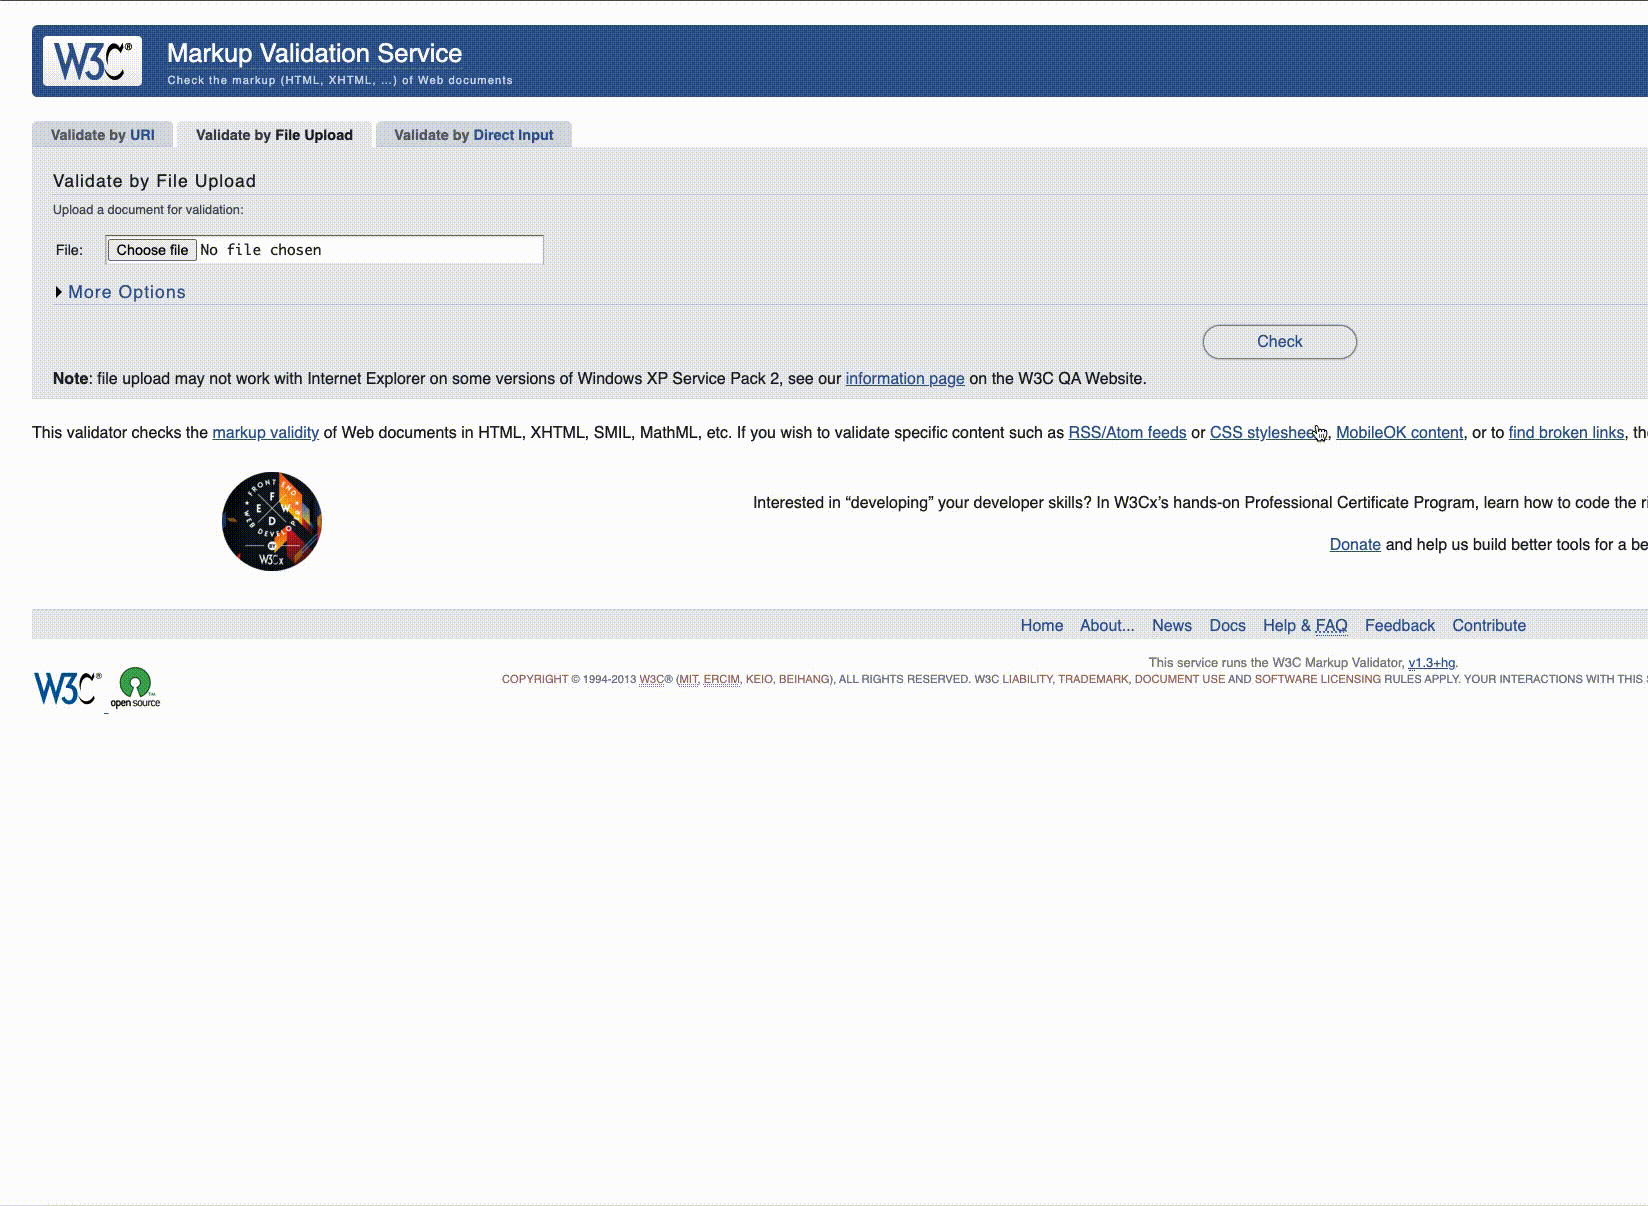 W3C®
Markup Validation Service
Check the markup (HTML, XHTML, …) of Web documents
Validate by URI
Validate by File Upload
Validate by Direct Input
Validate by File Upload
Upload a document for validation:
File: Choose file No file chosen
More Options
Check
Note: file upload may not work with Internet Explorer on some versions of Windows XP Service Pack 2, see our information page on the W3C QA Website.
This validator checks the markup validity of Web documents in HTML, XHTML, SMIL, MathML, etc. If you wish to validate specific content such as RSS/Atom feeds or CSS stylesheets, MobileOK content, or to find broken links,
FRONT END
F E W D
WEB DEVELOPER
W3Cx
Interested in “developing” your developer skills? In W3Cx’s hands-on Professional Certificate Program, learn how to code the
Donate and help us build better tools for a
Home About... News Docs Help & FAQ Feedback Contribute
W3C®
open source
This service runs the W3C Markup Validator, v1.3+hg.
COPYRIGHT © 1994-2013 W3C® (MIT, ERCIM, KEIO, BEIHANG), ALL RIGHTS RESERVED. W3C LIABILITY, TRADEMARK, DOCUMENT USE AND SOFTWARE LICENSING RULES APPLY. YOUR INTERACTIONS WITH THIS